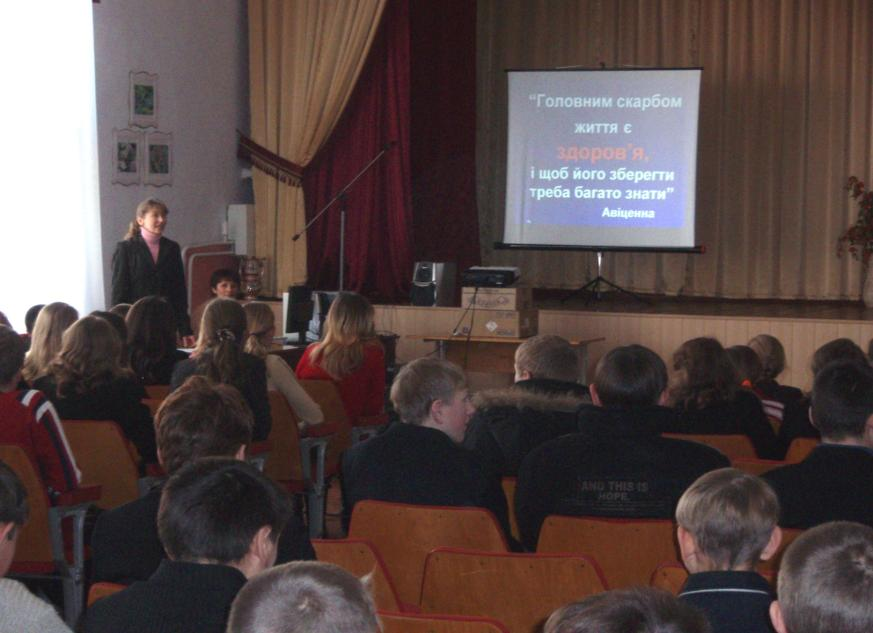 “Головним скарбом
життя є
здоров’я,
і щоб його зберегти
треба багато знати”
Авіценна
AND THIS IS
HOPE.